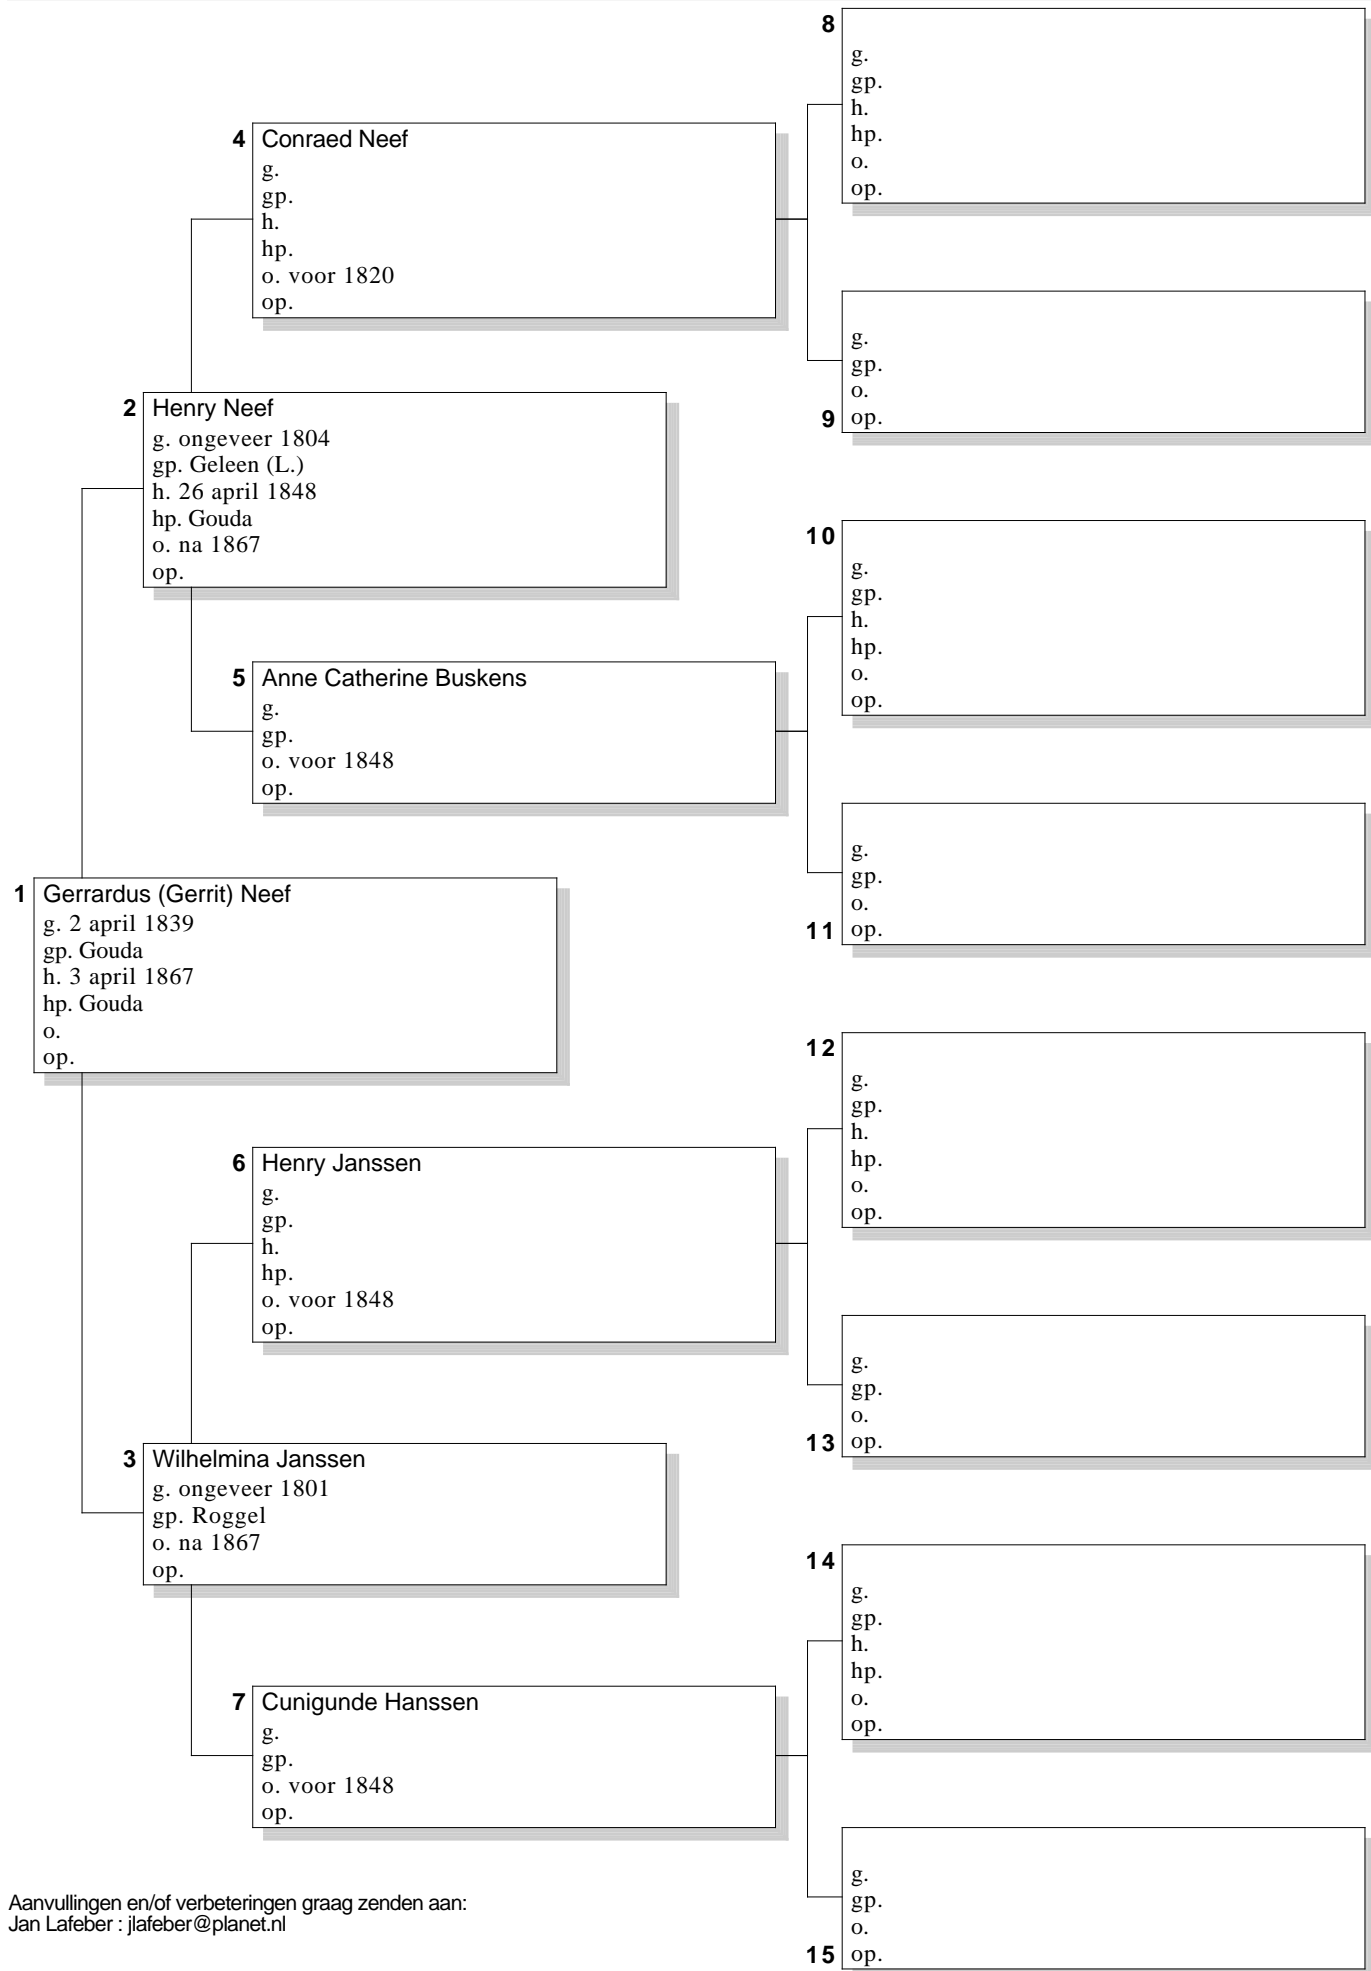 8
g.
gp.
h.
hp.
o.
op.
4 Conraed Neef
g.
gp.
h.
hp.
o. voor 1820
op.
g.
gp.
o.
9 op.
2 Henry Neef
g. ongeveer 1804
gp. Geleen (L.)
h. 26 april 1848
hp. Gouda
o. na 1867
op.
10
g.
gp.
h.
hp.
o.
op.
5 Anne Catherine Buskens
g.
gp.
o. voor 1848
op.
g.
gp.
o.
11 op.
1 Gerrardus (Gerrit) Neef
g. 2 april 1839
gp. Gouda
h. 3 april 1867
hp. Gouda
o.
op.
12
g.
gp.
h.
hp.
o.
op.
6 Henry Janssen
g.
gp.
h.
hp.
o. voor 1848
op.
g.
gp.
o.
13 op.
3 Wilhelmina Janssen
g. ongeveer 1801
gp. Roggel
o. na 1867
op.
14
g.
gp.
h.
hp.
o.
op.
7 Cunigunde Hanssen
g.
gp.
o. voor 1848
op.
g.
gp.
o.
15 op.
Aanvullingen en/of verbeteringen graag zenden aan:
Jan Lafeber : jlafeber@planet.nl